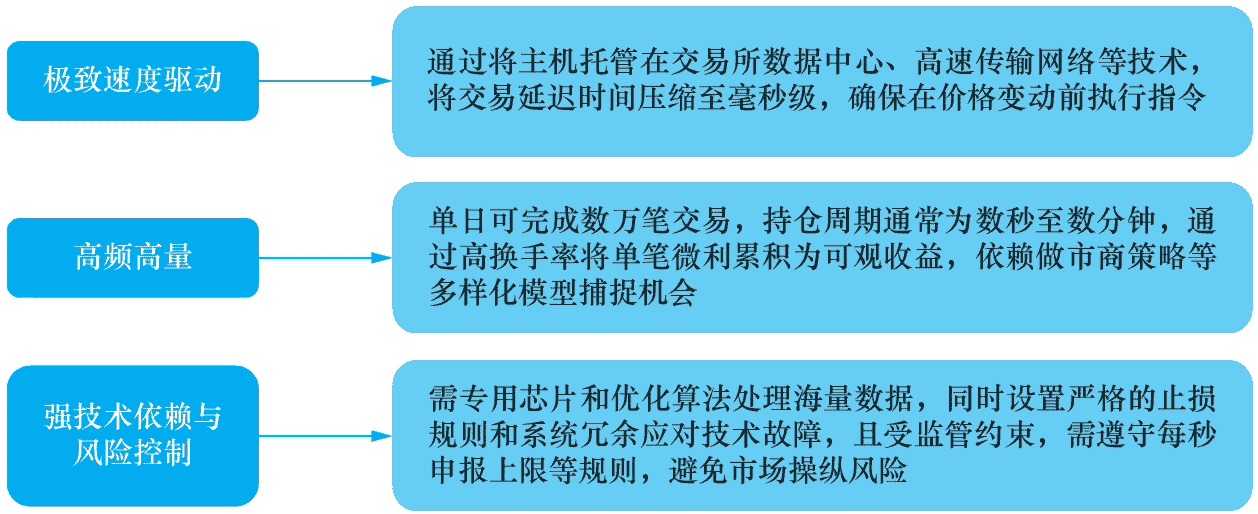 极致速度驱动
通过将主机托管在交易所数据中心、高速传输网络等技术，
将交易延迟时间压缩至毫秒级，确保在价格变动前执行指令
高频高量
单日可完成数万笔交易，持仓周期通常为数秒至数分钟，通
过高换手率将单笔微利累积为可观收益，依赖做市商策略等
多样化模型捕捉机会
强技术依赖与
风险控制
需专用芯片和优化算法处理海量数据，同时设置严格的止损
规则和系统冗余应对技术故障，且受监管约束，需遵守每秒
申报上限等规则，避免市场操纵风险